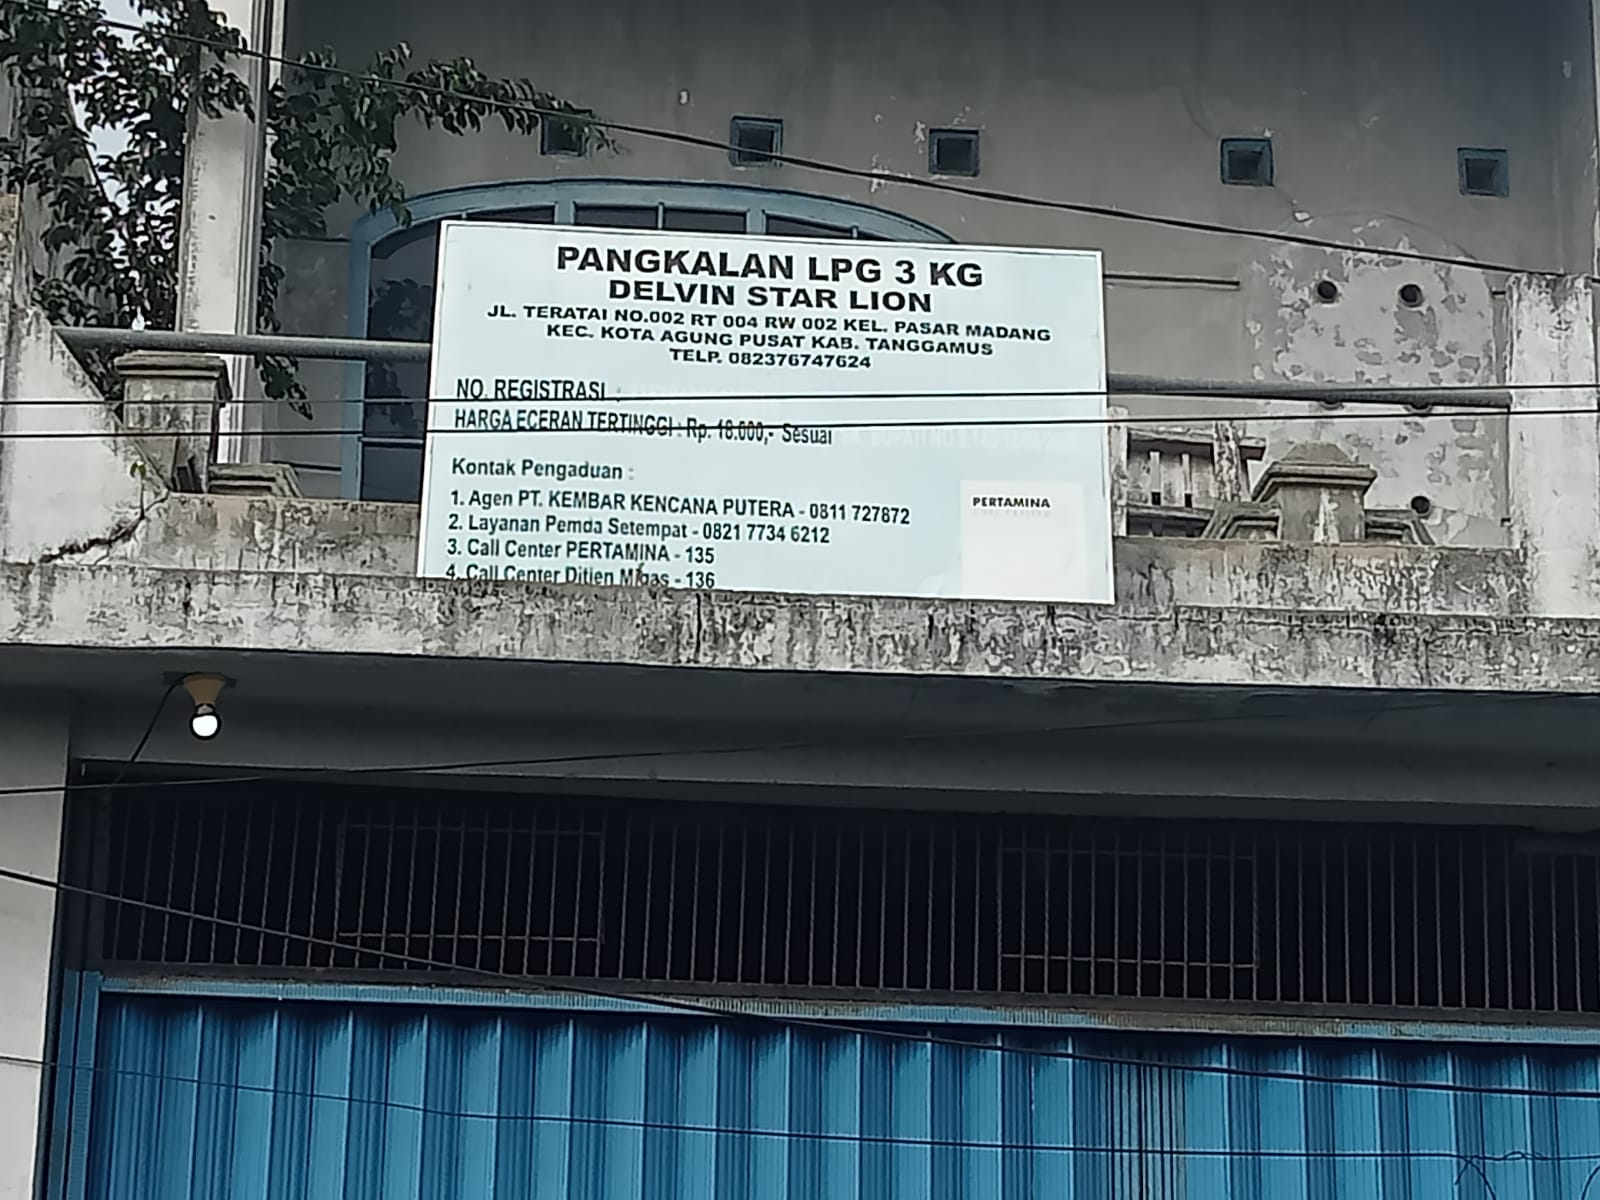 PANGKALAN LPG 3 KG
DELVIN STAR LION
JL. TERATAI NO.002 RT 004 RW 002 KEL. PASAR MADANG
KEC. KOTA AGUNG PUSAT KAB. TANGGAMUS
TELP. 082376747624
NO. REGISTRASI :
HARGA ECERAN TERTINGGI : Rp. 18.000,- Sesuai
Kontak Pengaduan :
1. Agen PT. KEMBAR KENCANA PUTERA - 0811 727872
2. Layanan Pemda Setempat - 0821 7734 6212
3. Call Center PERTAMINA - 135
4. Call Center Ditjen Migas - 136
PERTAMINA